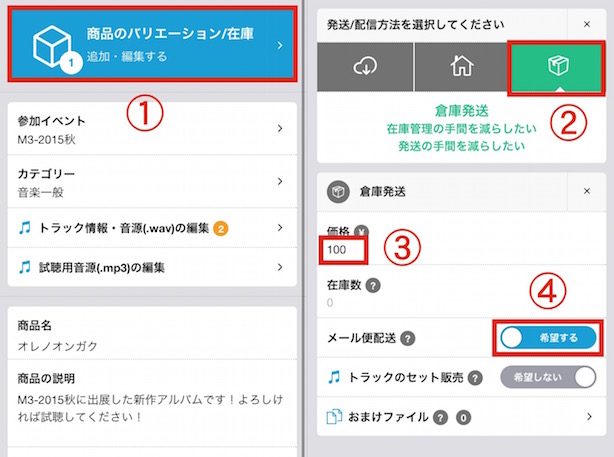 商品のバリエーション/在庫
追加・編集する
1
①
参加イベント
M3-2015秋
カテゴリー
音楽一般
トラック情報・音源(.wav)の編集 2
試聴用音源(.mp3)の編集
商品名
オレノオンガク
商品の説明
M3-2015秋に出展した新作アルバムです！よろしけ
れば試聴してください！
発送/配信方法を選択してください ×
②
倉庫発送
在庫管理の手間を減らしたい
発送の手間を減らしたい
倉庫発送 ×
価格 ¥
100
③
在庫数 ?
0
④
メール便配送 ? 希望する
トラックのセット販売 ? 希望しない
おまけファイル ? 0